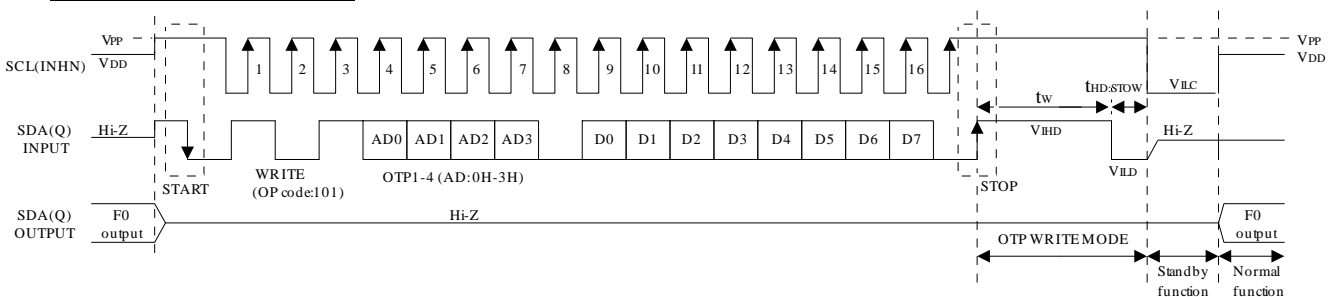 VPP
SCL(INHN) VDD
1 2 3 4 5 6 7 8 9 10 11 12 13 14 15 16
VPP
VDD
tW
tHD:STOW
VILC
SDA(Q)
INPUT
Hi-Z
START
WRITE
(OP code:101)
AD0 AD1 AD2 AD3
OTP1-4 (AD:0H-3H)
D0 D1 D2 D3 D4 D5 D6 D7
STOP
VIHD
VILD
Hi-Z
SDA(Q)
OUTPUT
F0
output
Hi-Z
F0
output
OTP WRITE MODE
Standby
function
Normal
function